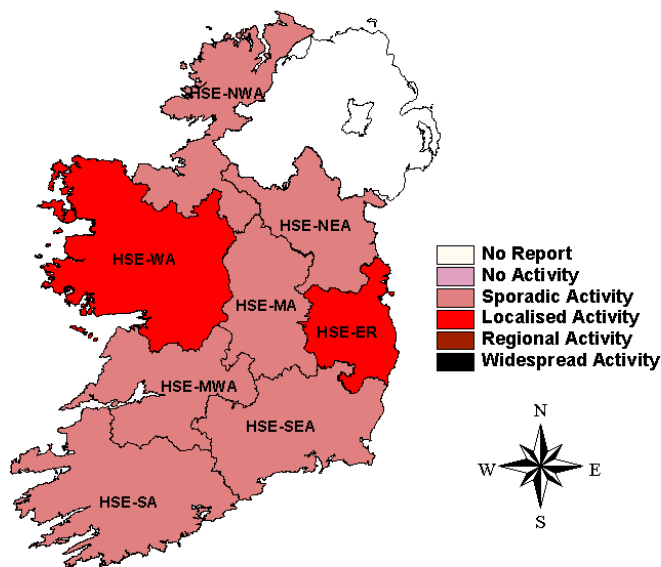 HSE-NWA
HSE-NEA
HSE-WA
HSE-MA
HSE-ER
HSE-MWA
HSE-SEA
HSE-SA
No Report
No Activity
Sporadic Activity
Localised Activity
Regional Activity
Widespread Activity
N
W E
S